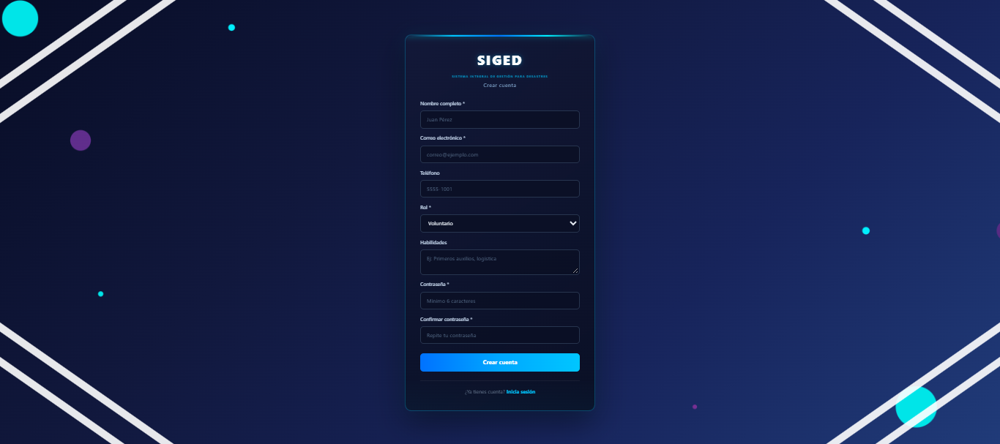 SIGED
SISTEMA INTEGRAL DE GESTIÓN PARA DESASTRES
Crear cuenta
Nombre completo *
Juan Pérez
Correo electrónico *
correo@ejemplo.com
Teléfono
5555-1001
Rol *
Voluntario
Habilidades
Ej: Primeros auxilios, logística
Contraseña *
Mínimo 6 caracteres
Confirmar contraseña *
Repite tu contraseña
Crear cuenta
¿Ya tienes cuenta? Inicia sesión